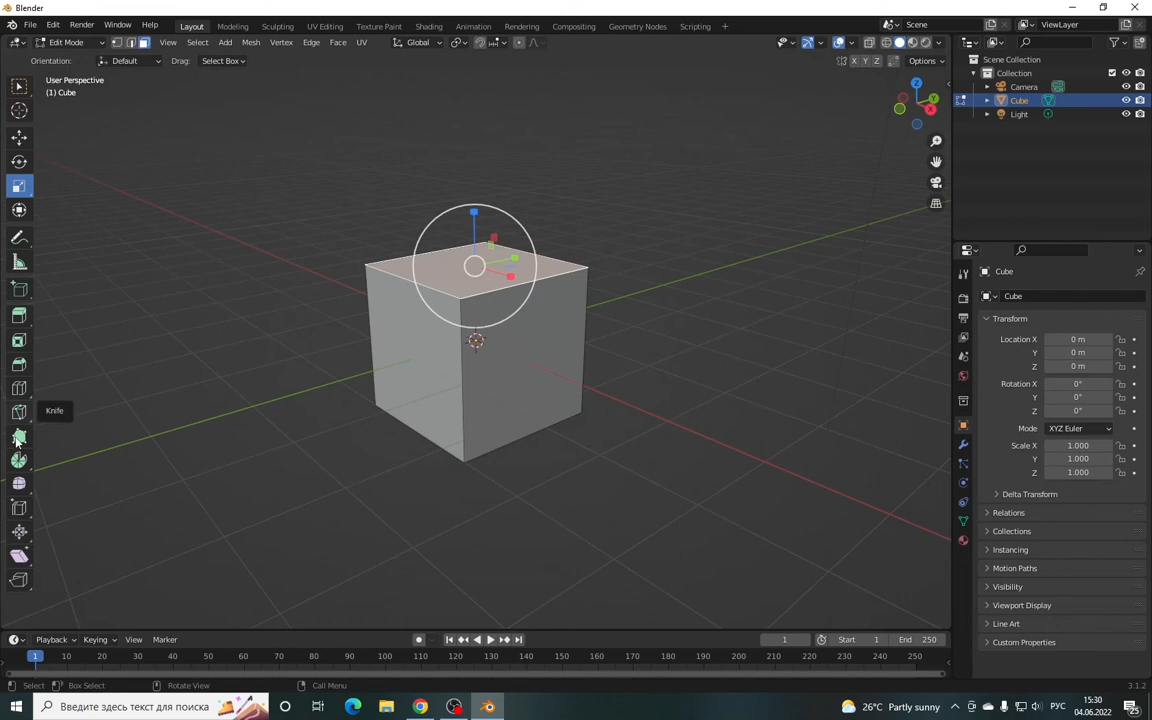 Blender
File Edit Render Window Help Layout Modeling Sculpting UV Editing Texture Paint Shading Animation Rendering Compositing Geometry Nodes Scripting + Scene ViewLayer
Edit Mode View Select Add Mesh Vertex Edge Face UV Global
Orientation: Default Drag: Select Box X Y Z Options
User Perspective
(1) Cube
Z
Y
X
Knife
Scene Collection
Collection
Camera
Cube
Light
Cube
Cube
Transform
Location X 0 m
Y 0 m
Z 0 m
Rotation X 0°
Y 0°
Z 0°
Mode XYZ Euler
Scale X 1.000
Y 1.000
Z 1.000
Delta Transform
Relations
Collections
Instancing
Motion Paths
Visibility
Viewport Display
Line Art
Custom Properties
Playback Keying View Marker 1 Start 1 End 250
1 10 20 30 40 50 60 70 80 90 100 110 120 130 140 150 160 170 180 190 200 210 220 230 240 250
Select Box Select Rotate View Call Menu 3.1.2
Введите здесь текст для поиска 26°C Partly sunny РУС 15:30
04.06.2022 25